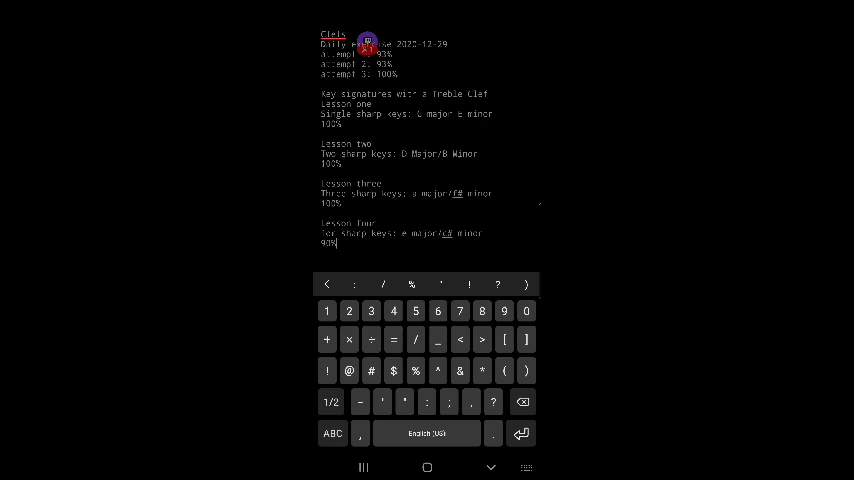 Clefs
Daily exercise 2020-12-29
attempt 1: 93%
attempt 2: 93%
attempt 3: 100%
Key signatures with a Treble Clef
Lesson one
Single sharp keys: G major E minor
100%
Lesson two
Two sharp keys: D Major/B Minor
100%
Lesson three
Three sharp keys: a major/f# minor
100%
Lesson four
for sharp keys: e major/c# minor
90%
< : / % ' ! ? )
1 2 3 4 5 6 7 8 9 0
+ × ÷ = / _ < > [ ]
! @ # $ % ^ & * ( )
1/2 - ' " : ; , ?
ABC , English (US) .